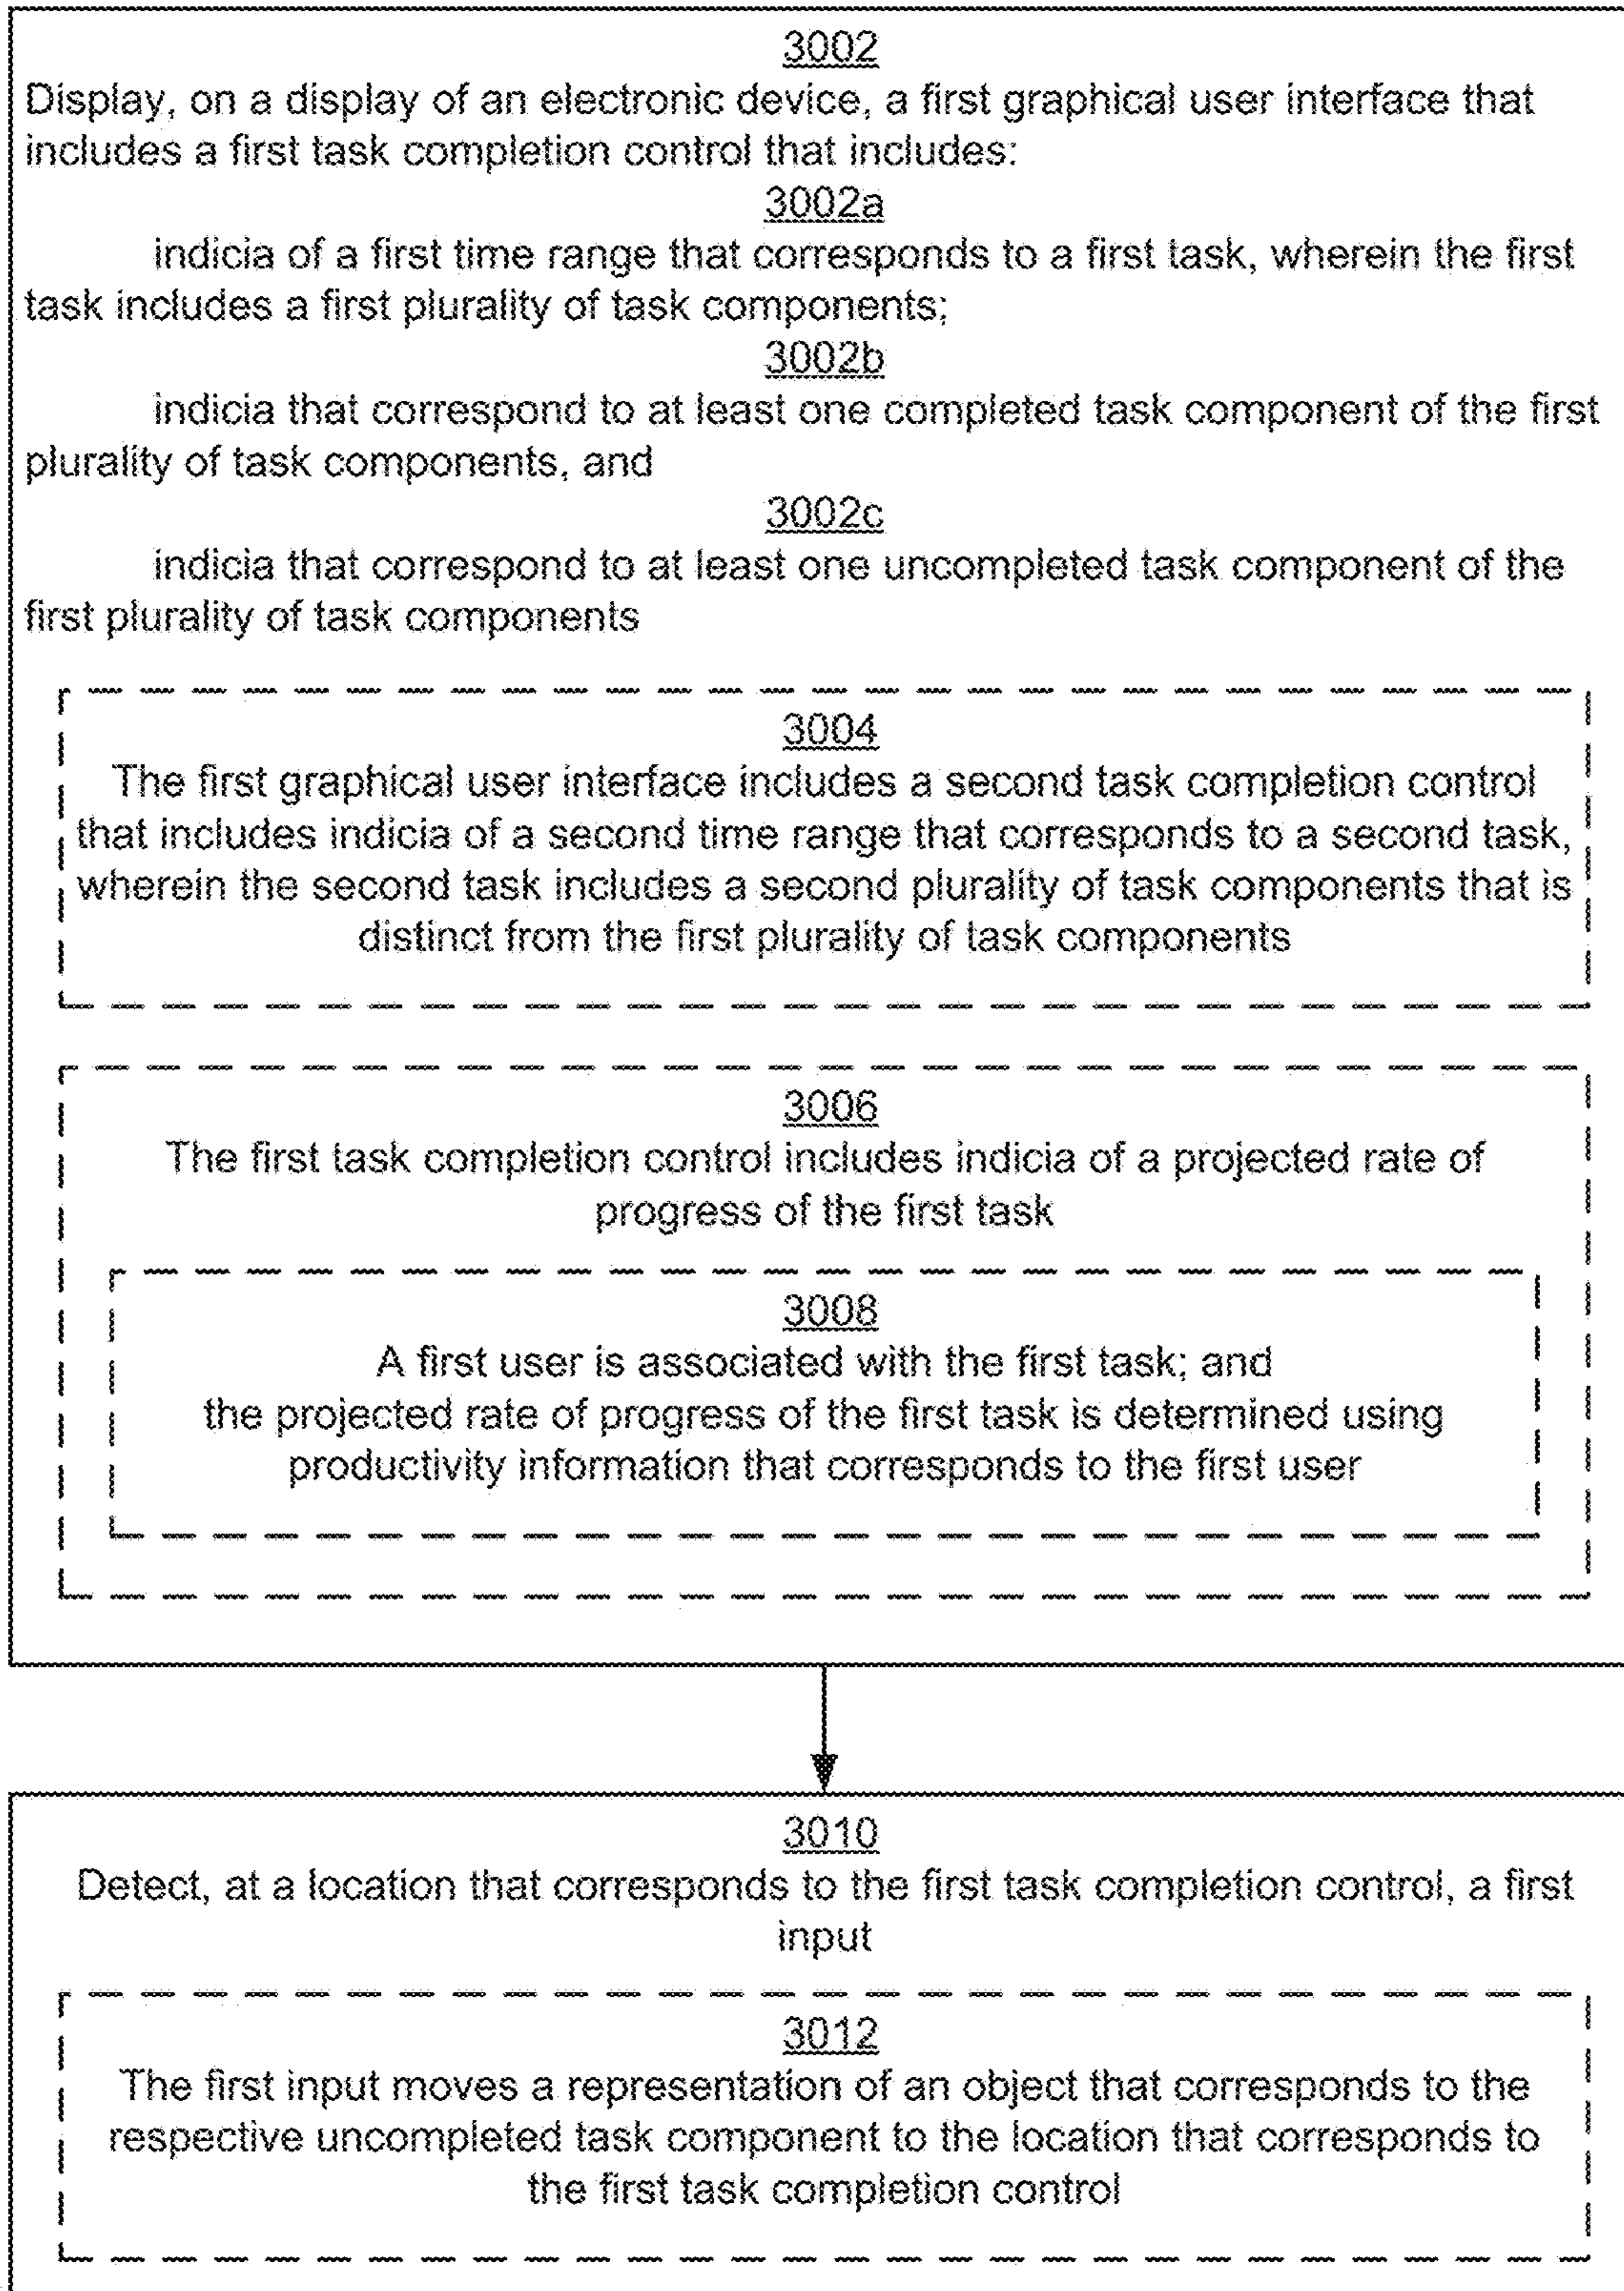 3002
Display, on a display of an electronic device, a first graphical user interface that
includes a first task completion control that includes:
3002a
indicia of a first time range that corresponds to a first task, wherein the first
task includes a first plurality of task components;
3002b
indicia that correspond to at least one completed task component of the first
plurality of task components, and
3002c
indicia that correspond to at least one uncompleted task component of the
first plurality of task components
3004
The first graphical user interface includes a second task completion control
that includes indicia of a second time range that corresponds to a second task,
wherein the second task includes a second plurality of task components that is
distinct from the first plurality of task components
3006
The first task completion control includes indicia of a projected rate of
progress of the first task
3008
A first user is associated with the first task; and
the projected rate of progress of the first task is determined using
productivity information that corresponds to the first user
3010
Detect, at a location that corresponds to the first task completion control, a first
input
3012
The first input moves a representation of an object that corresponds to the
respective uncompleted task component to the location that corresponds to
the first task completion control